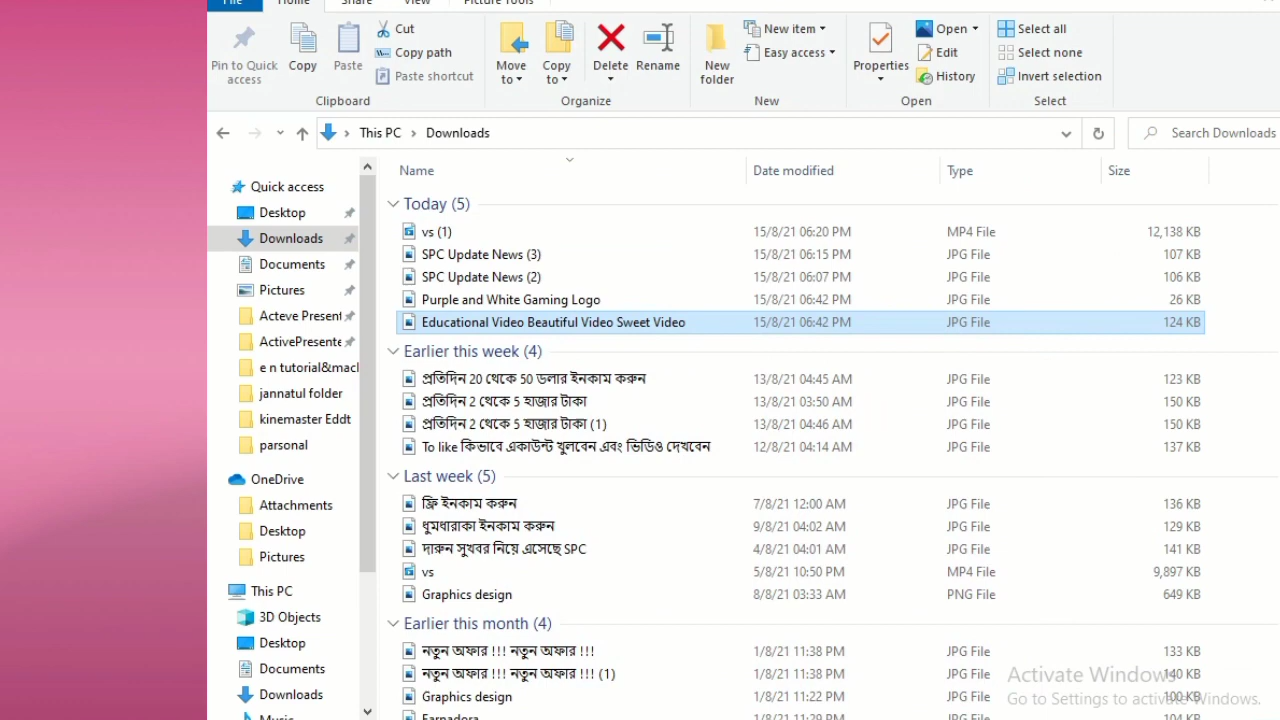 File Home Share View Picture Tools
Cut
Copy path
Paste shortcut
Pin to Quick access
Copy
Paste
Clipboard
Move to
Copy to
Delete
Rename
Organize
New folder
New item
Easy access
New
Properties
Open
Edit
History
Open
Select all
Select none
Invert selection
Select
This PC Downloads
Search Downloads
Name Date modified Type Size
Today (5)
vs (1) 15/8/21 06:20 PM MP4 File 12,138 KB
SPC Update News (3) 15/8/21 06:15 PM JPG File 107 KB
SPC Update News (2) 15/8/21 06:07 PM JPG File 106 KB
Purple and White Gaming Logo 15/8/21 06:42 PM JPG File 26 KB
Educational Video Beautiful Video Sweet Video 15/8/21 06:42 PM JPG File 124 KB
Earlier this week (4)
প্রতিদিন 20 থেকে 50 ডলার ইনকাম করুন 13/8/21 04:45 AM JPG File 123 KB
প্রতিদিন 2 থেকে 5 হাজার টাকা 13/8/21 03:50 AM JPG File 150 KB
প্রতিদিন 2 থেকে 5 হাজার টাকা (1) 13/8/21 04:46 AM JPG File 150 KB
To like কিভাবে একাউন্ট খুলবেন এবং ভিডিও দেখবেন 12/8/21 04:14 AM JPG File 137 KB
Last week (5)
ফ্রি ইনকাম করুন 7/8/21 12:00 AM JPG File 136 KB
ধুমধারাকা ইনকাম করুন 9/8/21 04:02 AM JPG File 129 KB
দারুন সুখবর নিয়ে এসেছে SPC 4/8/21 04:01 AM JPG File 141 KB
vs 5/8/21 10:50 PM MP4 File 9,897 KB
Graphics design 8/8/21 03:33 AM PNG File 649 KB
Earlier this month (4)
নতুন অফার !!! নতুন অফার !!! 1/8/21 11:38 PM JPG File 133 KB
নতুন অফার !!! নতুন অফার !!! (1) 1/8/21 11:38 PM JPG File 140 KB
Graphics design 1/8/21 11:22 PM JPG File 100 KB
1/8/21 11:29 PM JPG File
Quick access
Desktop
Downloads
Documents
Pictures
Acteve Present
ActivePresente
e n tutorial&macl
jannatul folder
kinemaster Eddt
parsonal
OneDrive
Attachments
Desktop
Pictures
This PC
3D Objects
Desktop
Documents
Downloads
Music
Activate Windows
Go to Settings to activate Windows.